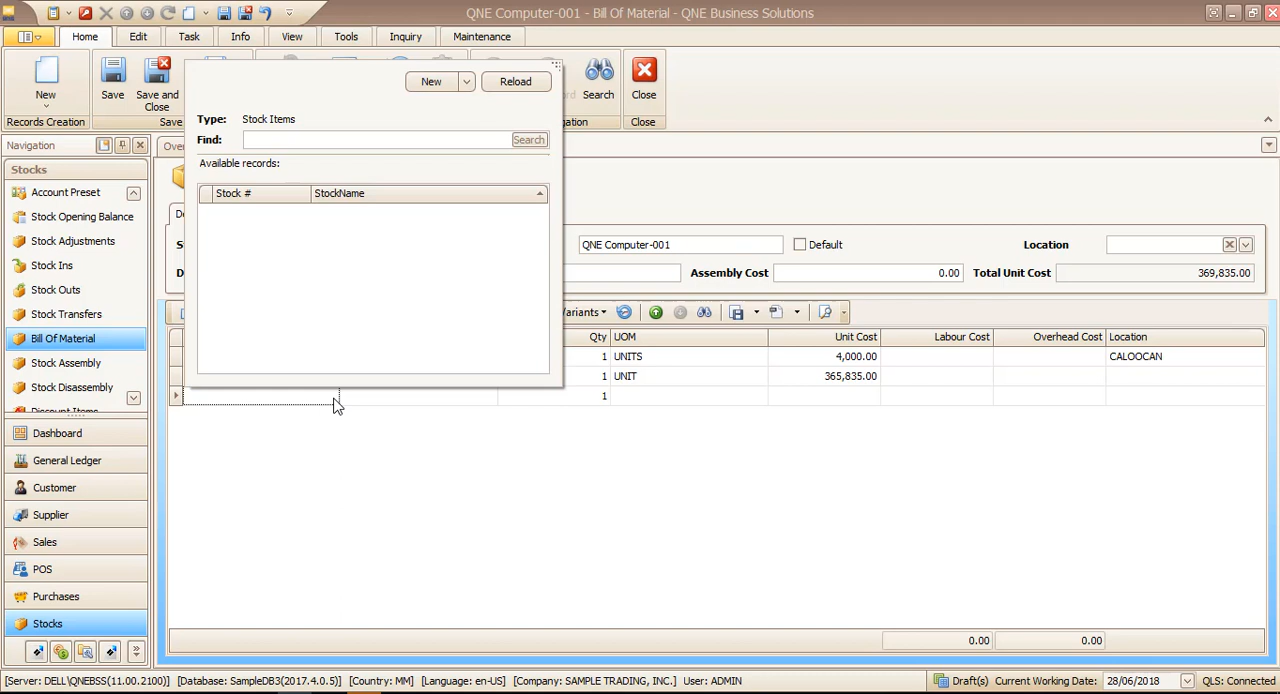 QNE Computer-001 - Bill Of Material - QNE Business Solutions
Home Edit Task Info View Tools Inquiry Maintenance
New Save Save and Close Search Close
Records Creation Save Close
New Reload
Type: Stock Items
Find: Search
Available records:
Stock # StockName
Navigation
Stocks
Account Preset
Stock Opening Balance
Stock Adjustments
Stock Ins
Stock Outs
Stock Transfers
Bill Of Material
Stock Assembly
Stock Disassembly
Discount Items
Dashboard
General Ledger
Customer
Supplier
Sales
POS
Purchases
Stocks
QNE Computer-001 Default Location
Assembly Cost 0.00 Total Unit Cost 369,835.00
Qty UOM Unit Cost Labour Cost Overhead Cost Location
1 UNITS 4,000.00 CALOOCAN
1 UNIT 365,835.00
1
0.00 0.00
[Server: DELL\QNEBSS(11.00.2100)] [Database: SampleDB3(2017.4.0.5)] [Country: MM] [Language: en-US] [Company: SAMPLE TRADING, INC.] User: ADMIN Draft(s) Current Working Date: 28/06/2018 QLS: Connected